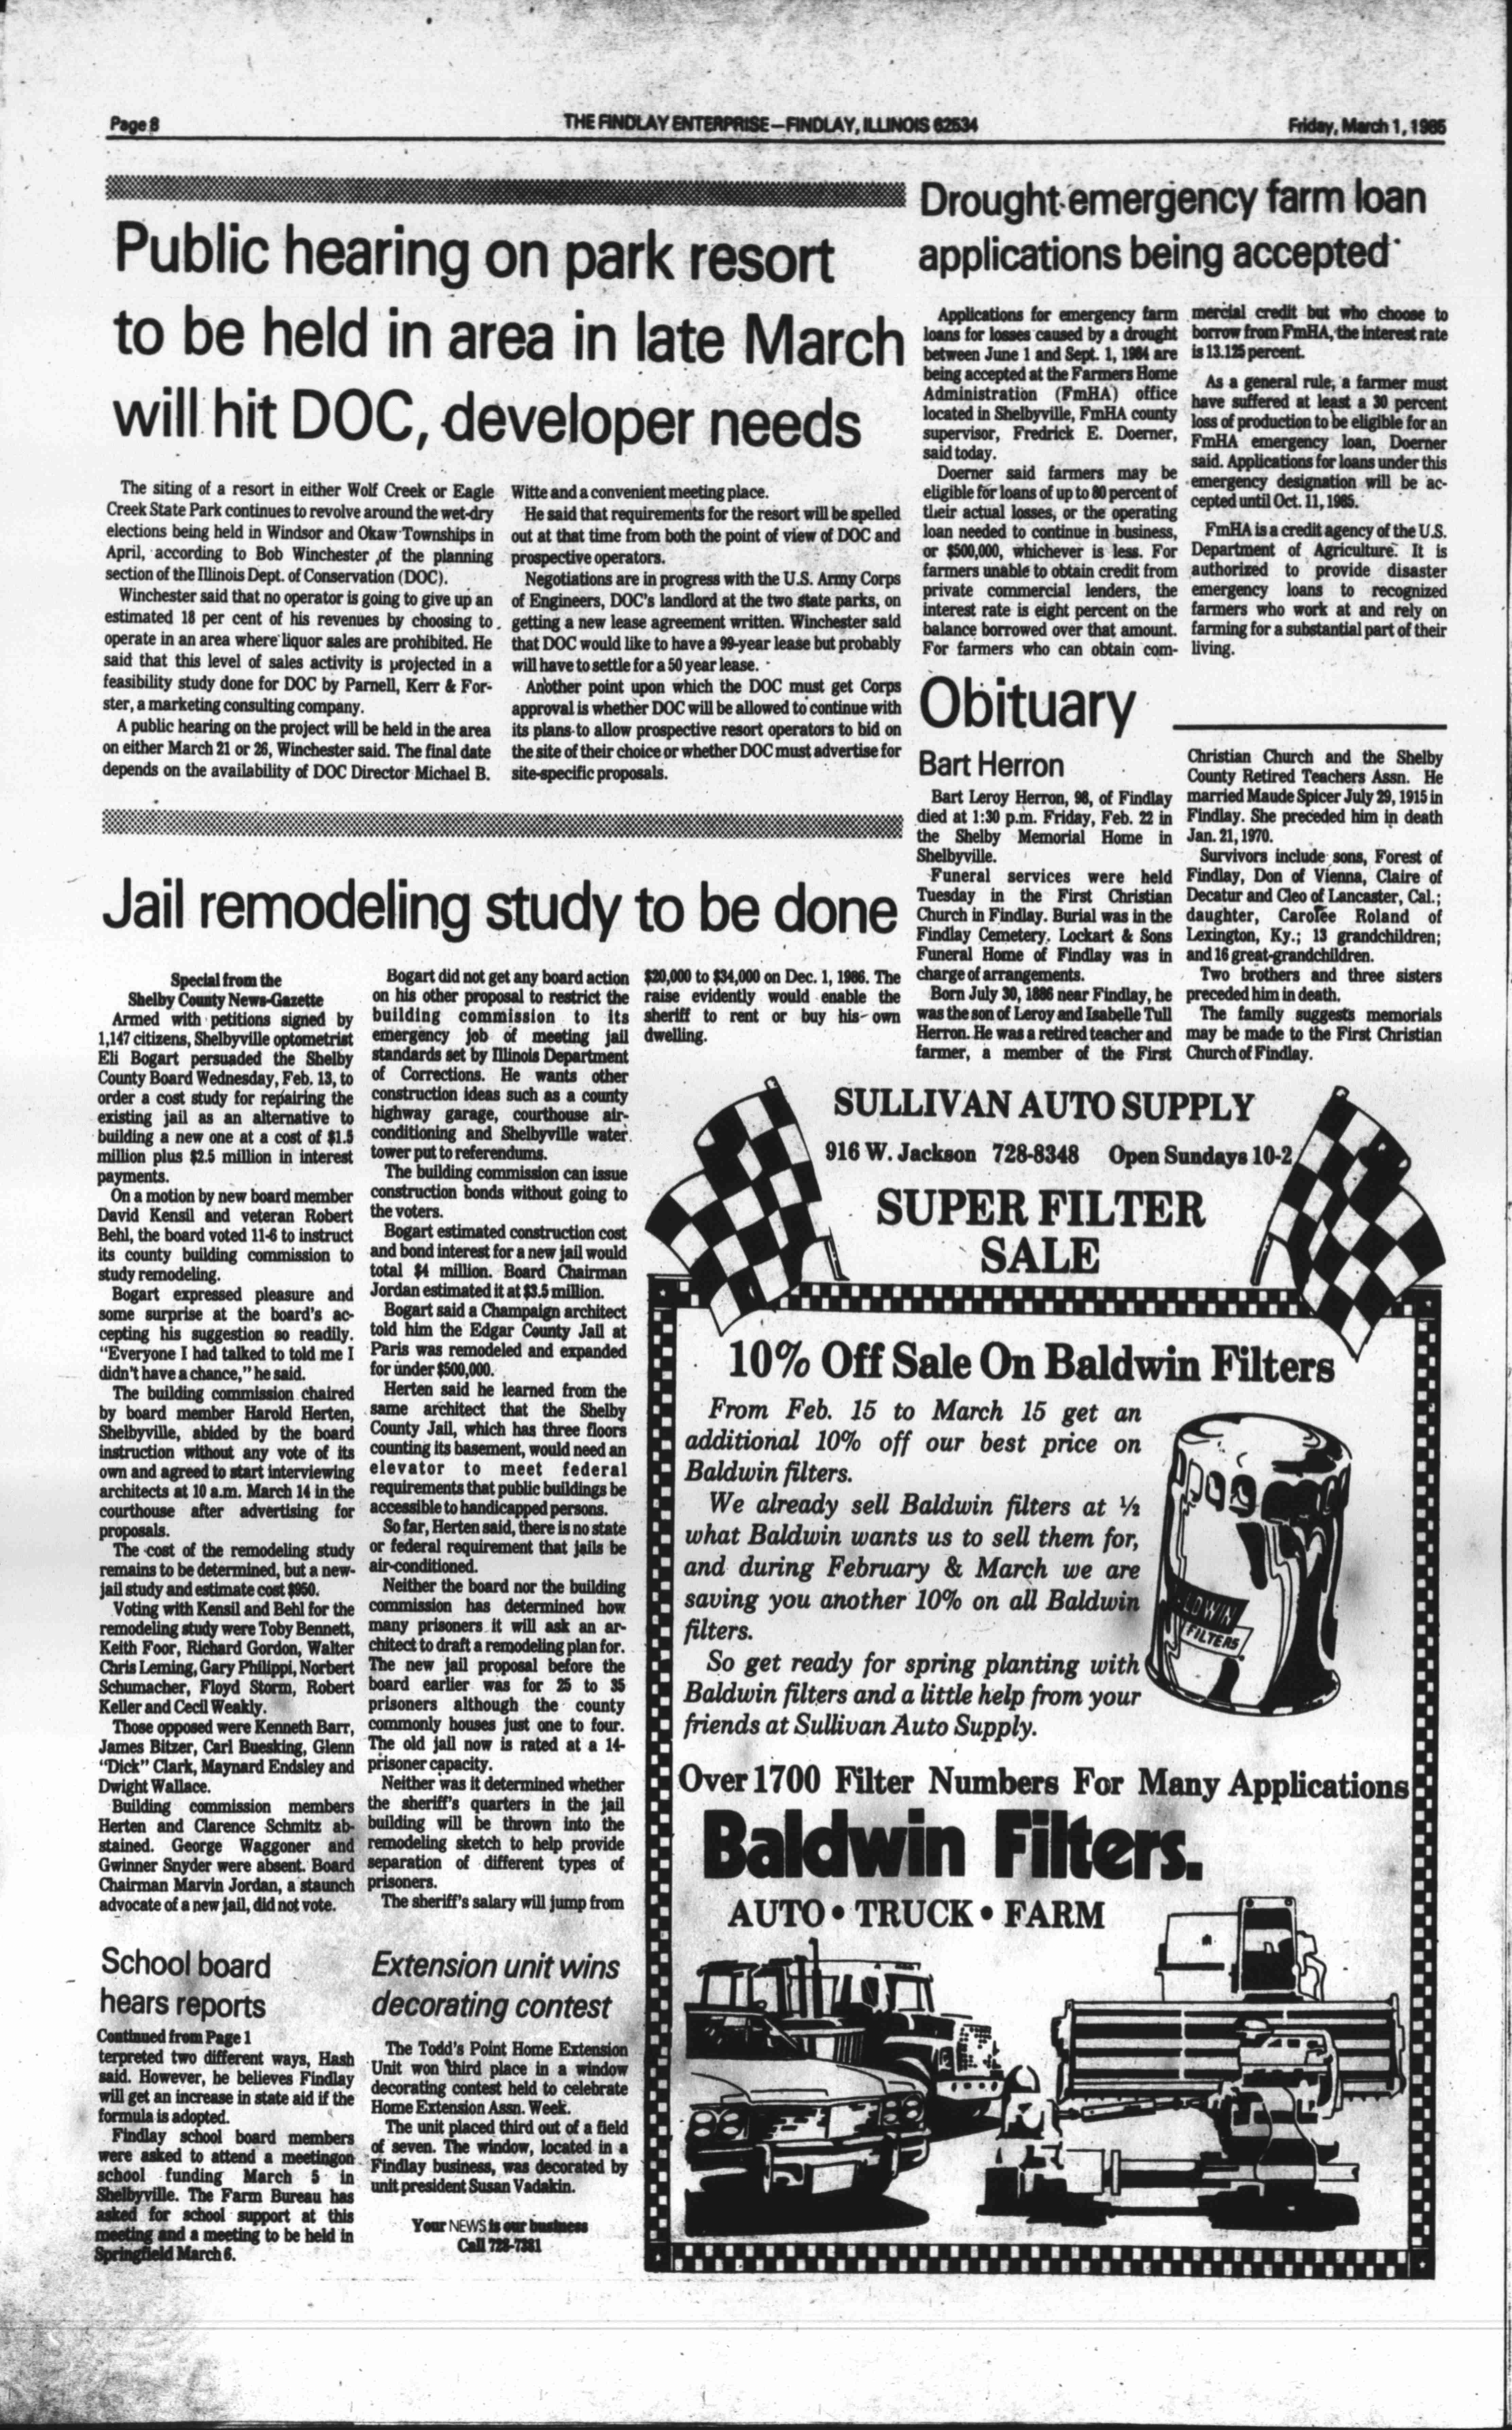 Page 8
THE FINDLAY ENTERPRISE—FINDLAY, ILLINOIS 62534
Friday, March 1, 1985
Public hearing on park resort
to be held in area in late March
will hit DOC, developer needs
The siting of a resort in either Wolf Creek or Eagle
Creek State Park continues to revolve around the wet-dry
elections being held in Windsor and Okaw Townships in
April, according to Bob Winchester of the planning
section of the Illinois Dept. of Conservation (DOC).
Winchester said that no operator is going to give up an
estimated 18 per cent of his revenues by choosing to
operate in an area where liquor sales are prohibited. He
said that this level of sales activity is projected in a
feasibility study done for DOC by Parnell, Kerr & For-
ster, a marketing consulting company.
A public hearing on the project will be held in the area
on either March 21 or 26, Winchester said. The final date
depends on the availability of DOC Director Michael B.
Witte and a convenient meeting place.
He said that requirements for the resort will be spelled
out at that time from both the point of view of DOC and
prospective operators.
Negotiations are in progress with the U.S. Army Corps
of Engineers, DOC's landlord at the two state parks, on
getting a new lease agreement written. Winchester said
that DOC would like to have a 99-year lease but probably
will have to settle for a 50 year lease.
Another point upon which the DOC must get Corps
approval is whether DOC will be allowed to continue with
its plans to allow prospective resort operators to bid on
the site of their choice or whether DOC must advertise for
site-specific proposals.
Drought emergency farm loan
applications being accepted
Applications for emergency farm
loans for losses caused by a drought
between June 1 and Sept. 1, 1984 are
being accepted at the Farmers Home
Administration (FmHA) office
located in Shelbyville, FmHA county
supervisor, Fredrick E. Doerner,
said today.
Doerner said farmers may be
eligible for loans of up to 80 percent of
their actual losses, or the operating
loan needed to continue in business,
or $500,000, whichever is less. For
farmers unable to obtain credit from
private commercial lenders, the
interest rate is eight percent on the
balance borrowed over that amount.
For farmers who can obtain com-
mercial credit but who choose to
borrow from FmHA, the interest rate
is 13.125 percent.
As a general rule, a farmer must
have suffered at least a 30 percent
loss of production to be eligible for an
FmHA emergency loan, Doerner
said. Applications for loans under this
emergency designation will be ac-
cepted until Oct. 11, 1985.
FmHA is a credit agency of the U.S.
Department of Agriculture. It is
authorized to provide disaster
emergency loans to recognized
farmers who work at and rely on
farming for a substantial part of their
living.
Obituary
Bart Herron
Bart Leroy Herron, 98, of Findlay
died at 1:30 p.m. Friday, Feb. 22 in
the Shelby Memorial Home in
Shelbyville.
Funeral services were held
Tuesday in the First Christian
Church in Findlay. Burial was in the
Findlay Cemetery. Lockart & Sons
Funeral Home of Findlay was in
charge of arrangements.
Born July 30, 1886 near Findlay, he
was the son of Leroy and Isabelle Tull
Herron. He was a retired teacher and
farmer, a member of the First
Christian Church and the Shelby
County Retired Teachers Assn. He
married Maude Spicer July 29, 1915 in
Findlay. She preceded him in death
Jan. 21, 1970.
Survivors include sons, Forest of
Findlay, Don of Vienna, Claire of
Decatur and Cleo of Lancaster, Cal.;
daughter, Carolee Roland of
Lexington, Ky.; 13 grandchildren;
and 16 great-grandchildren.
Two brothers and three sisters
preceded him in death.
The family suggests memorials
may be made to the First Christian
Church of Findlay.
Jail remodeling study to be done
Special from the
Shelby County News-Gazette
Armed with petitions signed by
1,147 citizens, Shelbyville optometrist
Eli Bogart persuaded the Shelby
County Board Wednesday, Feb. 13, to
order a cost study for repairing the
existing jail as an alternative to
building a new one at a cost of $1.5
million plus $2.5 million in interest
payments.
On a motion by new board member
David Kensil and veteran Robert
Behl, the board voted 11-6 to instruct
its county building commission to
study remodeling.
Bogart expressed pleasure and
some surprise at the board's ac-
cepting his suggestion so readily.
"Everyone I had talked to told me I
didn't have a chance," he said.
The building commission chaired
by board member Harold Herten,
Shelbyville, abided by the board
instruction without any vote of its
own and agreed to start interviewing
architects at 10 a.m. March 14 in the
courthouse after advertising for
proposals.
The cost of the remodeling study
remains to be determined, but a new-
jail study and estimate cost $950.
Voting with Kensil and Behl for the
remodeling study were Toby Bennett,
Keith Foor, Richard Gordon, Walter
Chris Leming, Gary Philippi, Norbert
Schumacher, Floyd Storm, Robert
Keller and Cecil Weakly.
Those opposed were Kenneth Barr,
James Bitzer, Carl Buesking, Glenn
"Dick" Clark, Maynard Endsley and
Dwight Wallace.
Building commission members
Herten and Clarence Schmitz ab-
stained. George Waggoner and
Gwinner Snyder were absent. Board
Chairman Marvin Jordan, a staunch
advocate of a new jail, did not vote.
Bogart did not get any board action
on his other proposal to restrict the
building commission to its
emergency job of meeting jail
standards set by Illinois Department
of Corrections. He wants other
construction ideas such as a county
highway garage, courthouse air-
conditioning and Shelbyville water
tower put to referendums.
The building commission can issue
construction bonds without going to
the voters.
Bogart estimated construction cost
and bond interest for a new jail would
total $4 million. Board Chairman
Jordan estimated it at $3.5 million.
Bogart said a Champaign architect
told him the Edgar County Jail at
Paris was remodeled and expanded
for under $500,000.
Herten said he learned from the
same architect that the Shelby
County Jail, which has three floors
counting its basement, would need an
elevator to meet federal
requirements that public buildings be
accessible to handicapped persons.
So far, Herten said, there is no state
or federal requirement that jails be
air-conditioned.
Neither the board nor the building
commission has determined how
many prisoners it will ask an ar-
chitect to draft a remodeling plan for.
The new jail proposal before the
board earlier was for 25 to 35
prisoners although the county
commonly houses just one to four.
The old jail now is rated at a 14-
prisoner capacity.
Neither was it determined whether
the sheriff's quarters in the jail
building will be thrown into the
remodeling sketch to help provide
separation of different types of
prisoners.
The sheriff's salary will jump from
$20,000 to $34,000 on Dec. 1, 1986. The
raise evidently would enable the
sheriff to rent or buy his own
dwelling.
School board
hears reports
Continued from Page 1
terpreted two different ways, Hash
said. However, he believes Findlay
will get an increase in state aid if the
formula is adopted.
Findlay school board members
were asked to attend a meetingon
school funding March 5 in
Shelbyville. The Farm Bureau has
asked for school support at this
meeting and a meeting to be held in
Springfield March 6.
Extension unit wins
decorating contest
The Todd's Point Home Extension
Unit won third place in a window
decorating contest held to celebrate
Home Extension Assn. Week.
The unit placed third out of a field
of seven. The window, located in a
Findlay business, was decorated by
unit president Susan Vadakin.
Your NEWS is our business
Call 728-7381
SULLIVAN AUTO SUPPLY
916 W. Jackson 728-8348 Open Sundays 10-2
SUPER FILTER
SALE
10% Off Sale On Baldwin Filters
From Feb. 15 to March 15 get an
additional 10% off our best price on
Baldwin filters.
We already sell Baldwin filters at ½
what Baldwin wants us to sell them for,
and during February & March we are
saving you another 10% on all Baldwin
filters.
So get ready for spring planting with
Baldwin filters and a little help from your
friends at Sullivan Auto Supply.
BALDWIN
FILTERS
Over 1700 Filter Numbers For Many Applications
Baldwin Filters.
AUTO • TRUCK • FARM